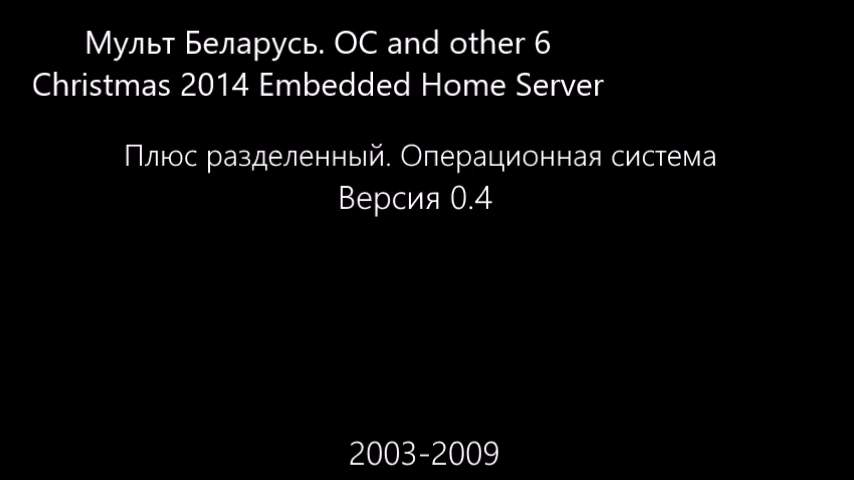 Мульт Беларусь. ОС and other 6
Christmas 2014 Embedded Home Server
Плюс разделенный. Операционная система
Версия 0.4
2003-2009